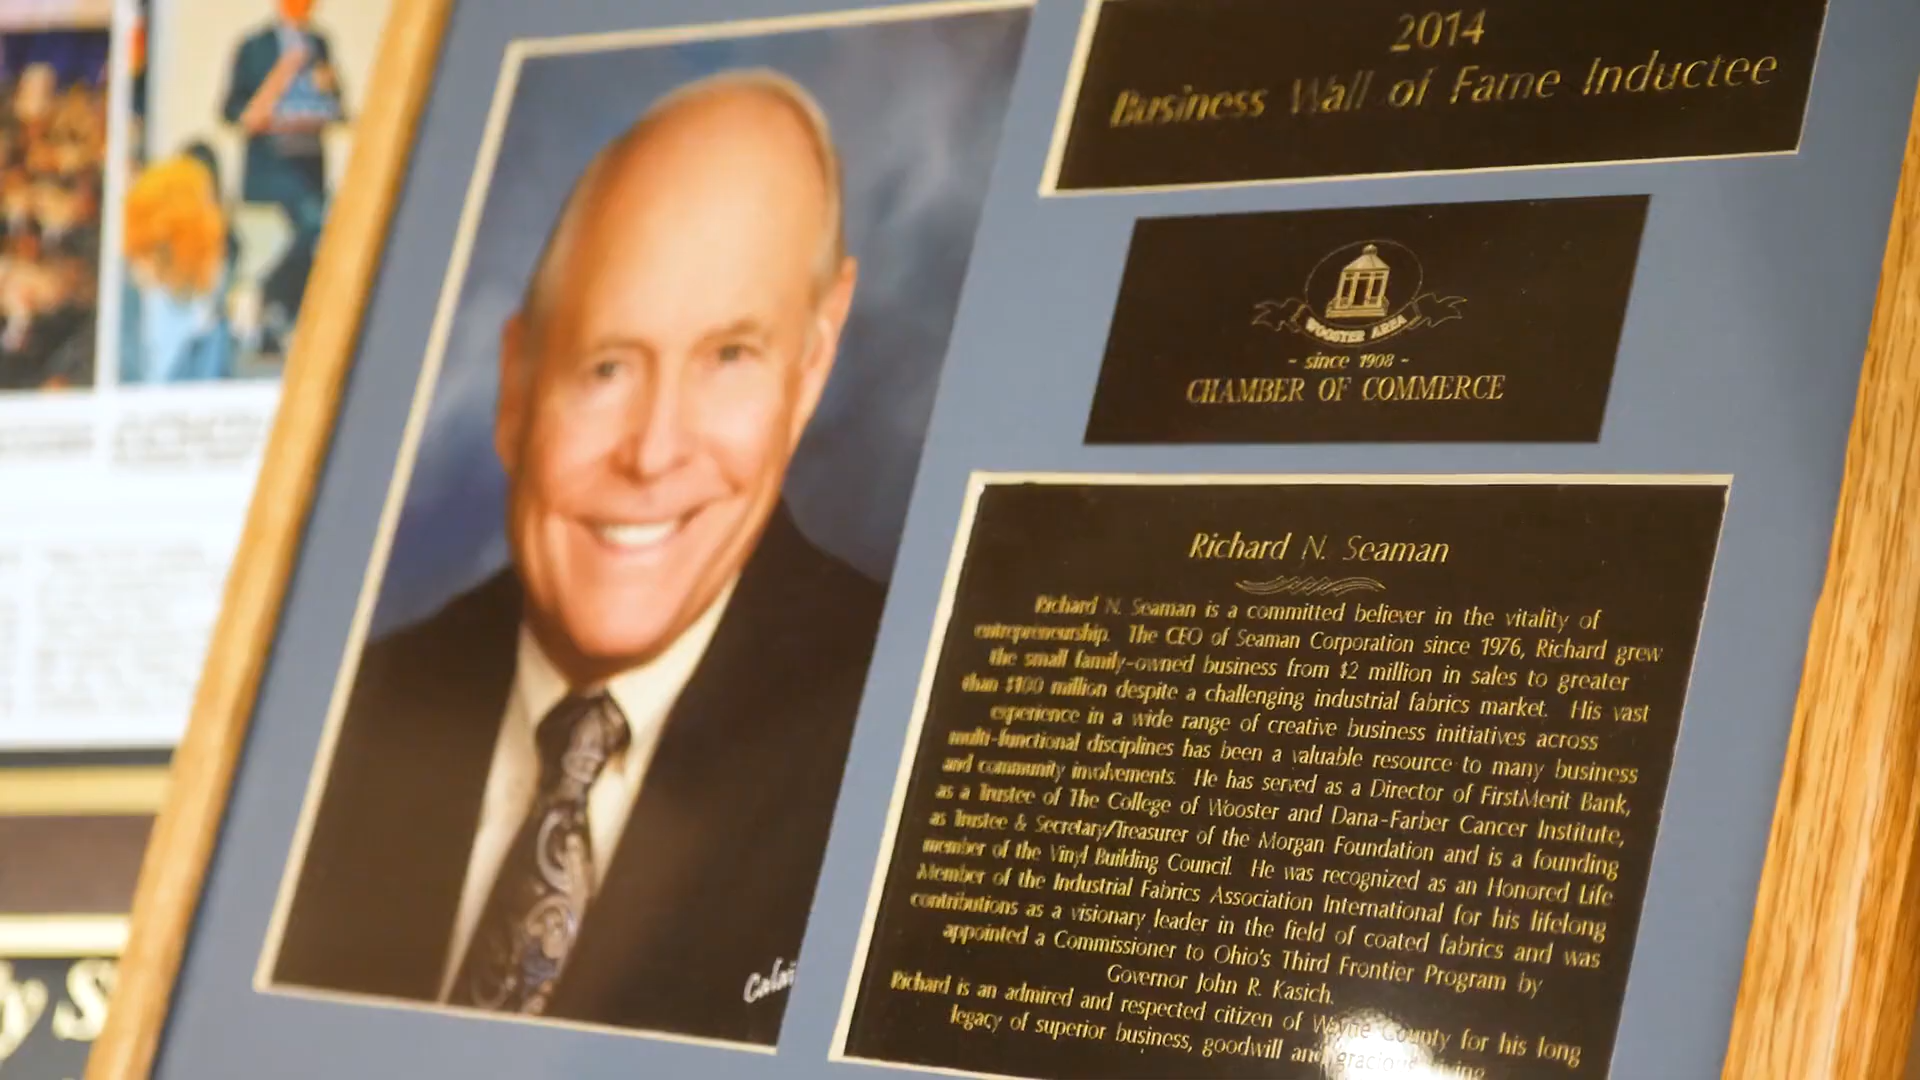 2014
Business Wall of Fame Inductee
WOOSTER AREA
- since 1908 -
CHAMBER OF COMMERCE
Richard N. Seaman
Richard N. Seaman is a committed believer in the vitality of
entrepreneurship. The CEO of Seaman Corporation since 1976, Richard grew
the small family-owned business from $2 million in sales to greater
than $100 million despite a challenging industrial fabrics market. His vast
experience in a wide range of creative business initiatives across
multi-functional disciplines has been a valuable resource to many business
and community involvements. He has served as a Director of FirstMerit Bank,
as a Trustee of The College of Wooster and Dana-Farber Cancer Institute,
as Trustee & Secretary/Treasurer of the Morgan Foundation and is a founding
member of the Vinyl Building Council. He was recognized as an Honored Life
Member of the Industrial Fabrics Association International for his lifelong
contributions as a visionary leader in the field of coated fabrics and was
appointed a Commissioner to Ohio's Third Frontier Program by
Governor John R. Kasich.
Richard is an admired and respected citizen of Wayne County for his long
legacy of superior business, goodwill and gracious living